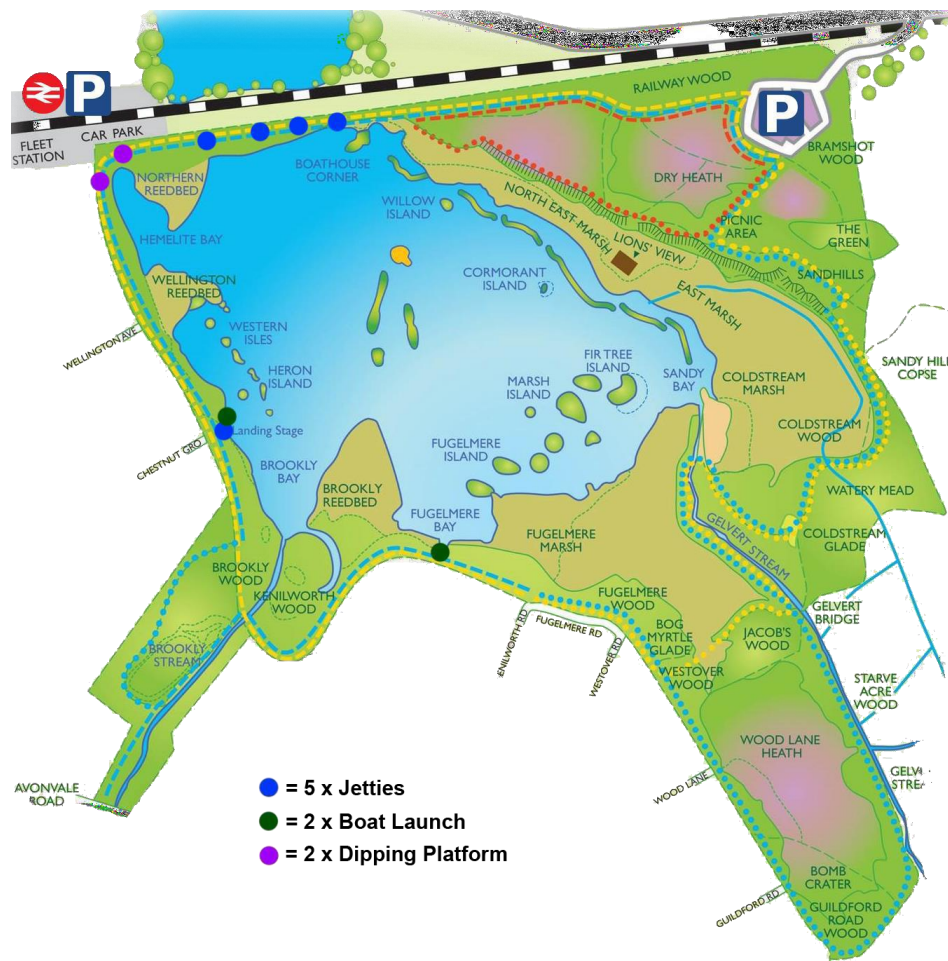 P
CAR PARK
FLEET
STATION
RAILWAY WOOD
P
BRAMSHOT
WOOD
NORTHERN
REEDBED
BOATHOUSE
CORNER
DRY HEATH
WILLOW
ISLAND
NORTH EAST MARSH
LIONS' VIEW
PICNIC
AREA
THE
GREEN
HEMELITE BAY
CORMORANT
ISLAND
SANDHILLS
WELLINGTON
REEDBED
EAST MARSH
WELLINGTON AVE
WESTERN
ISLES
HERON
ISLAND
FIR TREE
ISLAND
MARSH
ISLAND
SANDY
BAY
COLDSTREAM
MARSH
SANDY HILL
COPSE
Landing Stage
CHESTNUT GRO
COLDSTREAM
WOOD
FUGELMERE
ISLAND
BROOKLY
BAY
BROOKLY
REEDBED
WATERY MEAD
FUGELMERE
BAY
FUGELMERE
MARSH
GELVERT STREAM
COLDSTREAM
GLADE
BROOKLY
WOOD
KENILWORTH
WOOD
FUGELMERE
WOOD
GELVERT
BRIDGE
KENILWORTH RD
FUGELMERE RD
WESTOVER RD
BOG
MYRTLE
GLADE
JACOB'S
WOOD
BROOKLY
STREAM
WESTOVER
WOOD
STARVE
ACRE
WOOD
WOOD LANE
HEATH
AVONVALE
ROAD
WOOD LANE
= 5 x Jetties
= 2 x Boat Launch
= 2 x Dipping Platform
BOMB
CRATER
GUILDFORD RD
GUILDFORD
ROAD
WOOD